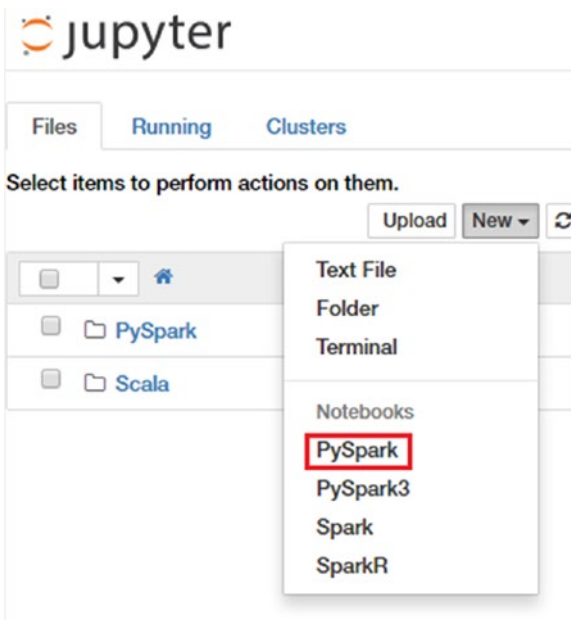 jupyter
Files Running Clusters
Select items to perform actions on them.
Upload New
Text File
Folder
Terminal
PySpark
Scala
Notebooks
PySpark
PySpark3
Spark
SparkR